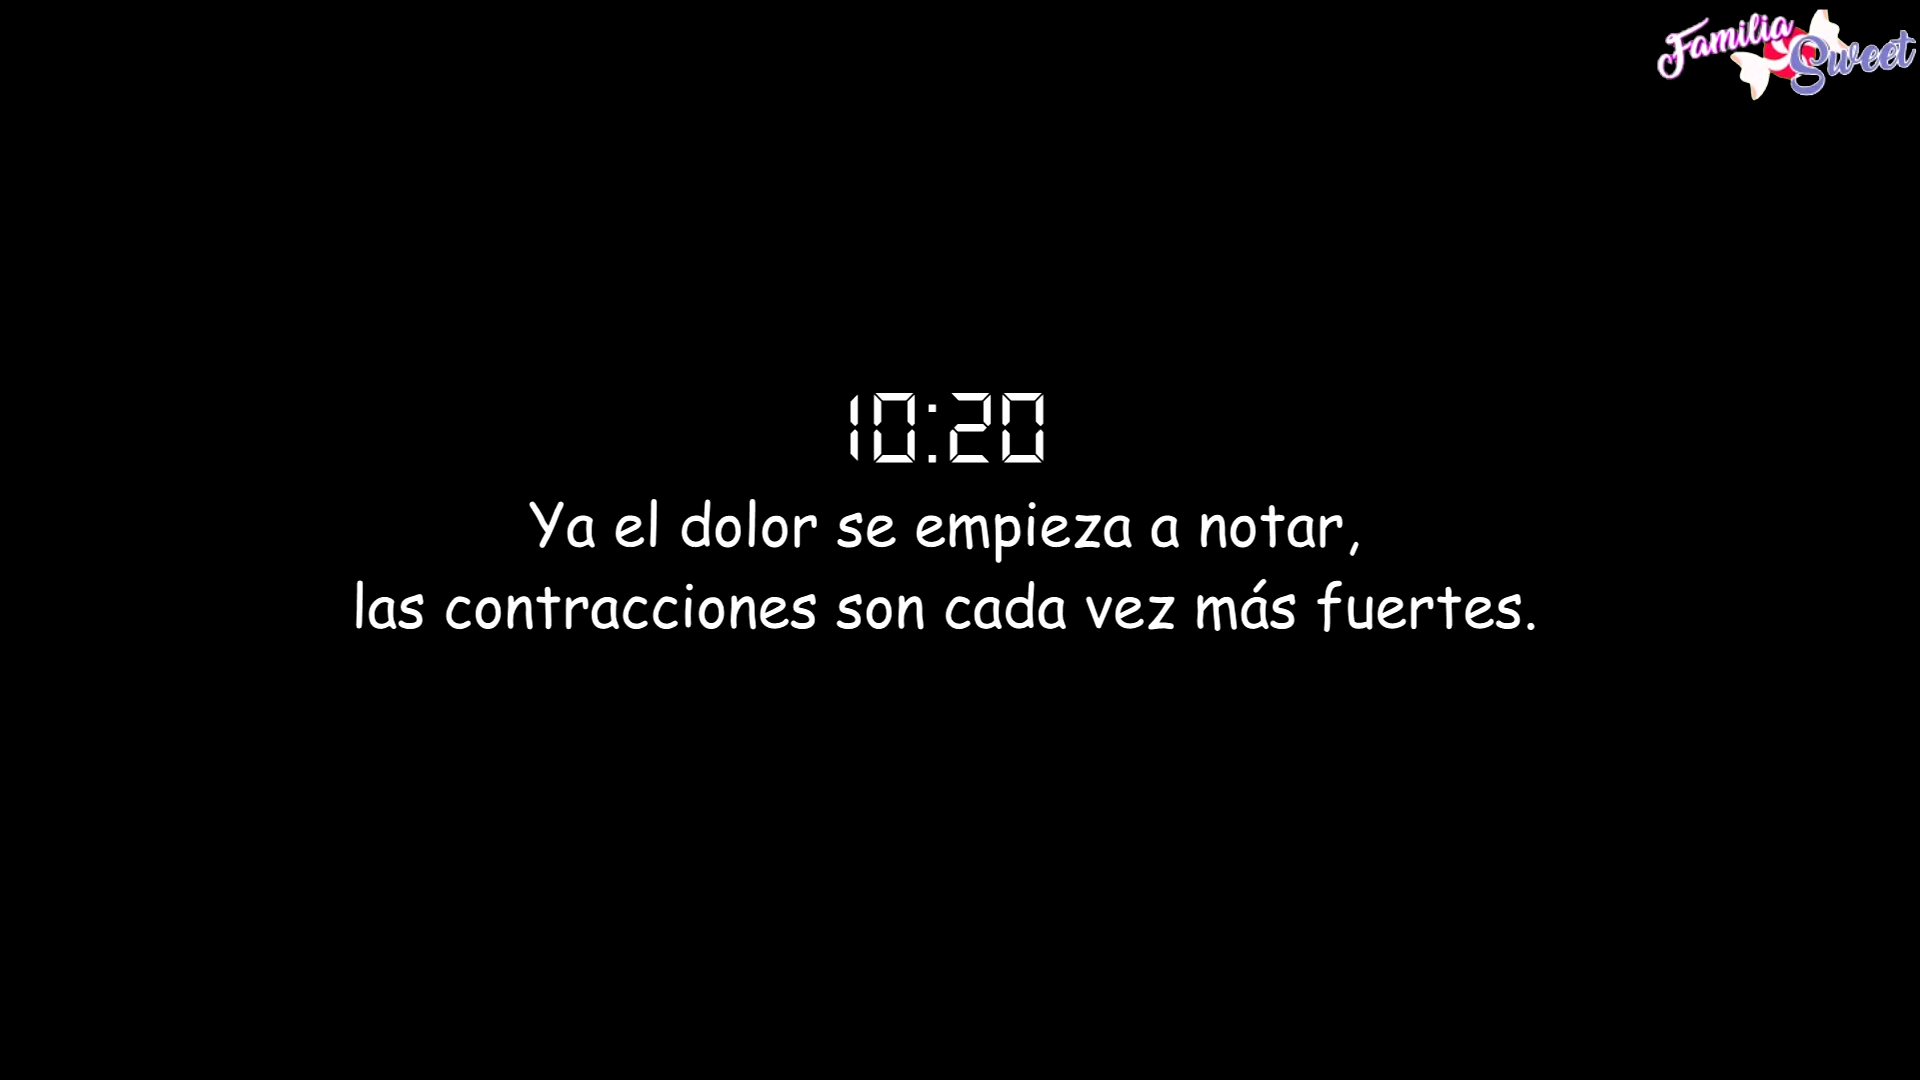 Familia
Sweet
10:20
Ya el dolor se empieza a notar,
las contracciones son cada vez más fuertes.